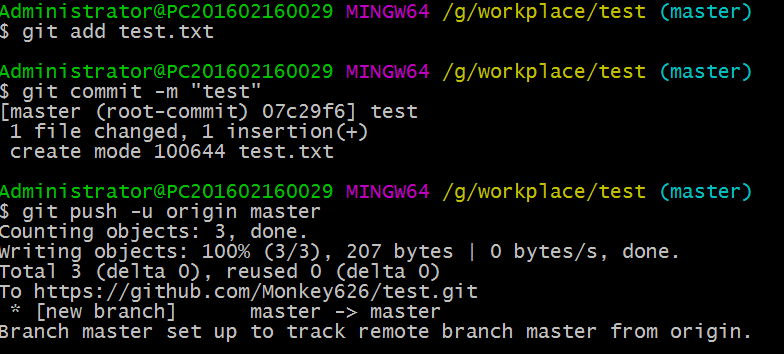 Administrator@PC201602160029 MINGW64 /g/workplace/test (master)
$ git add test.txt
Administrator@PC201602160029 MINGW64 /g/workplace/test (master)
$ git commit -m "test"
[master (root-commit) 07c29f6] test
 1 file changed, 1 insertion(+)
 create mode 100644 test.txt
Administrator@PC201602160029 MINGW64 /g/workplace/test (master)
$ git push -u origin master
Counting objects: 3, done.
Writing objects: 100% (3/3), 207 bytes | 0 bytes/s, done.
Total 3 (delta 0), reused 0 (delta 0)
To https://github.com/Monkey626/test.git
 * [new branch]      master -> master
Branch master set up to track remote branch master from origin.